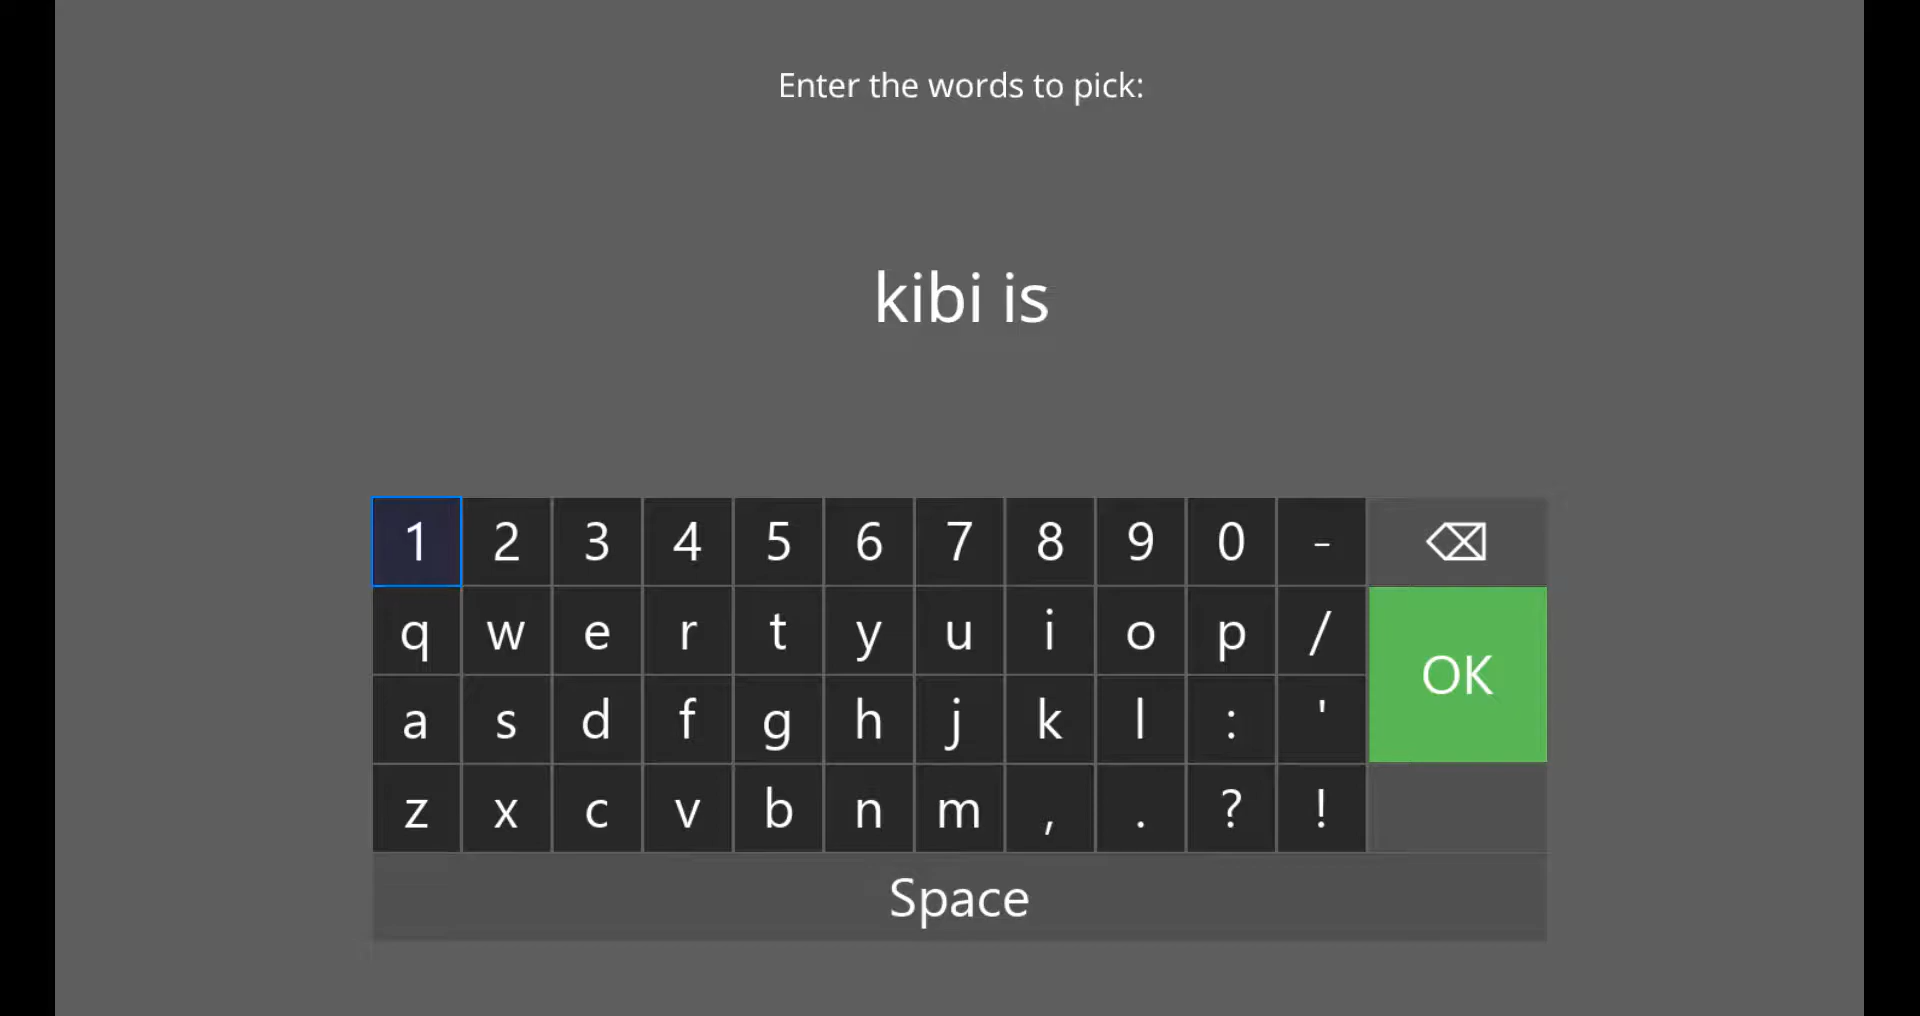 Enter the words to pick:
kibi is
1 2 3 4 5 6 7 8 9 0 - ⌫
q w e r t y u i o p /
OK
a s d f g h j k l : '
z x c v b n m , . ? !
Space